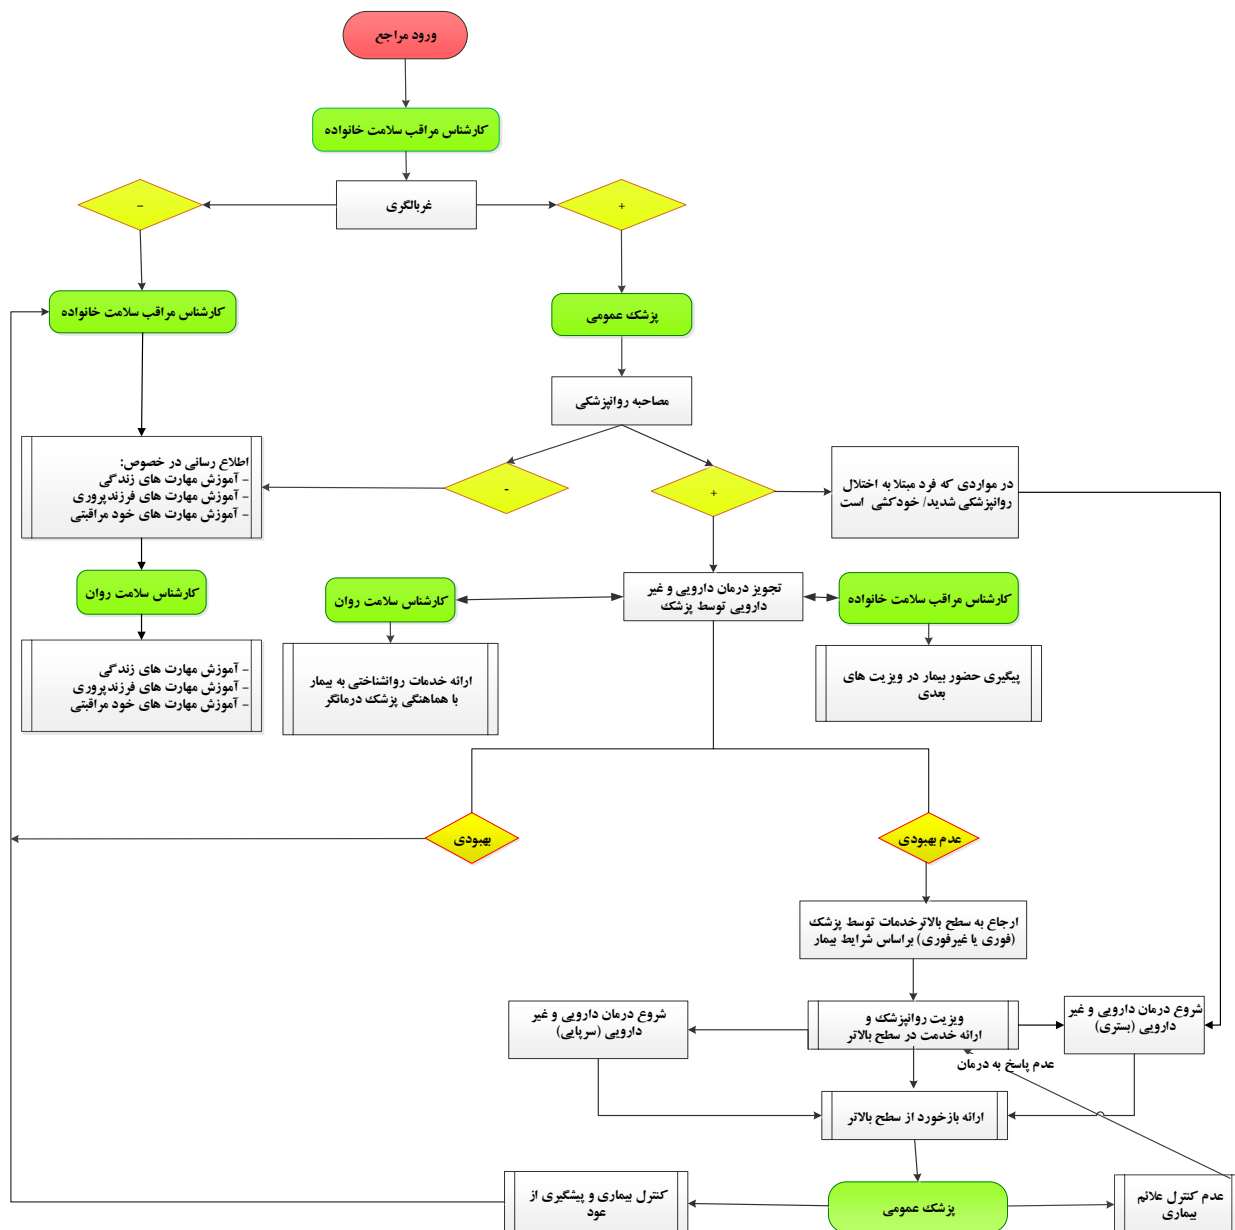 ورود مراجع
کارشناس مراقب سلامت خانواده
غربالگری
-
+
کارشناس مراقب سلامت خانواده
پزشک عمومی
مصاحبه روانپزشکی
اطلاع رسانی در خصوص:
- آموزش مهارت های زندگی
- آموزش مهارت های فرزندپروری
- آموزش مهارت های خود مراقبتی
-
+
در مواردی که فرد مبتلا به اختلال
روانپزشکی شدید/ خودکشی است
کارشناس سلامت روان
کارشناس سلامت روان
تجویز درمان دارویی و غیر
دارویی توسط پزشک
کارشناس مراقب سلامت خانواده
- آموزش مهارت های زندگی
- آموزش مهارت های فرزندپروری
- آموزش مهارت های خود مراقبتی
ارائه خدمات روانشناختی به بیمار
با هماهنگی پزشک درمانگر
پیگیری حضور بیمار در ویزیت های
بعدی
بهبودی
عدم بهبودی
ارجاع به سطح بالاترخدمات توسط پزشک
(فوری یا غیرفوری) براساس شرایط بیمار
شروع درمان دارویی و غیر
دارویی (سرپایی)
ویزیت روانپزشک و
ارائه خدمت در سطح بالاتر
شروع درمان دارویی و غیر
دارویی (بستری)
عدم پاسخ به درمان
ارائه بازخورد از سطح بالاتر
کنترل بیماری و پیشگیری از
عود
پزشک عمومی
عدم کنترل علائم
بیماری